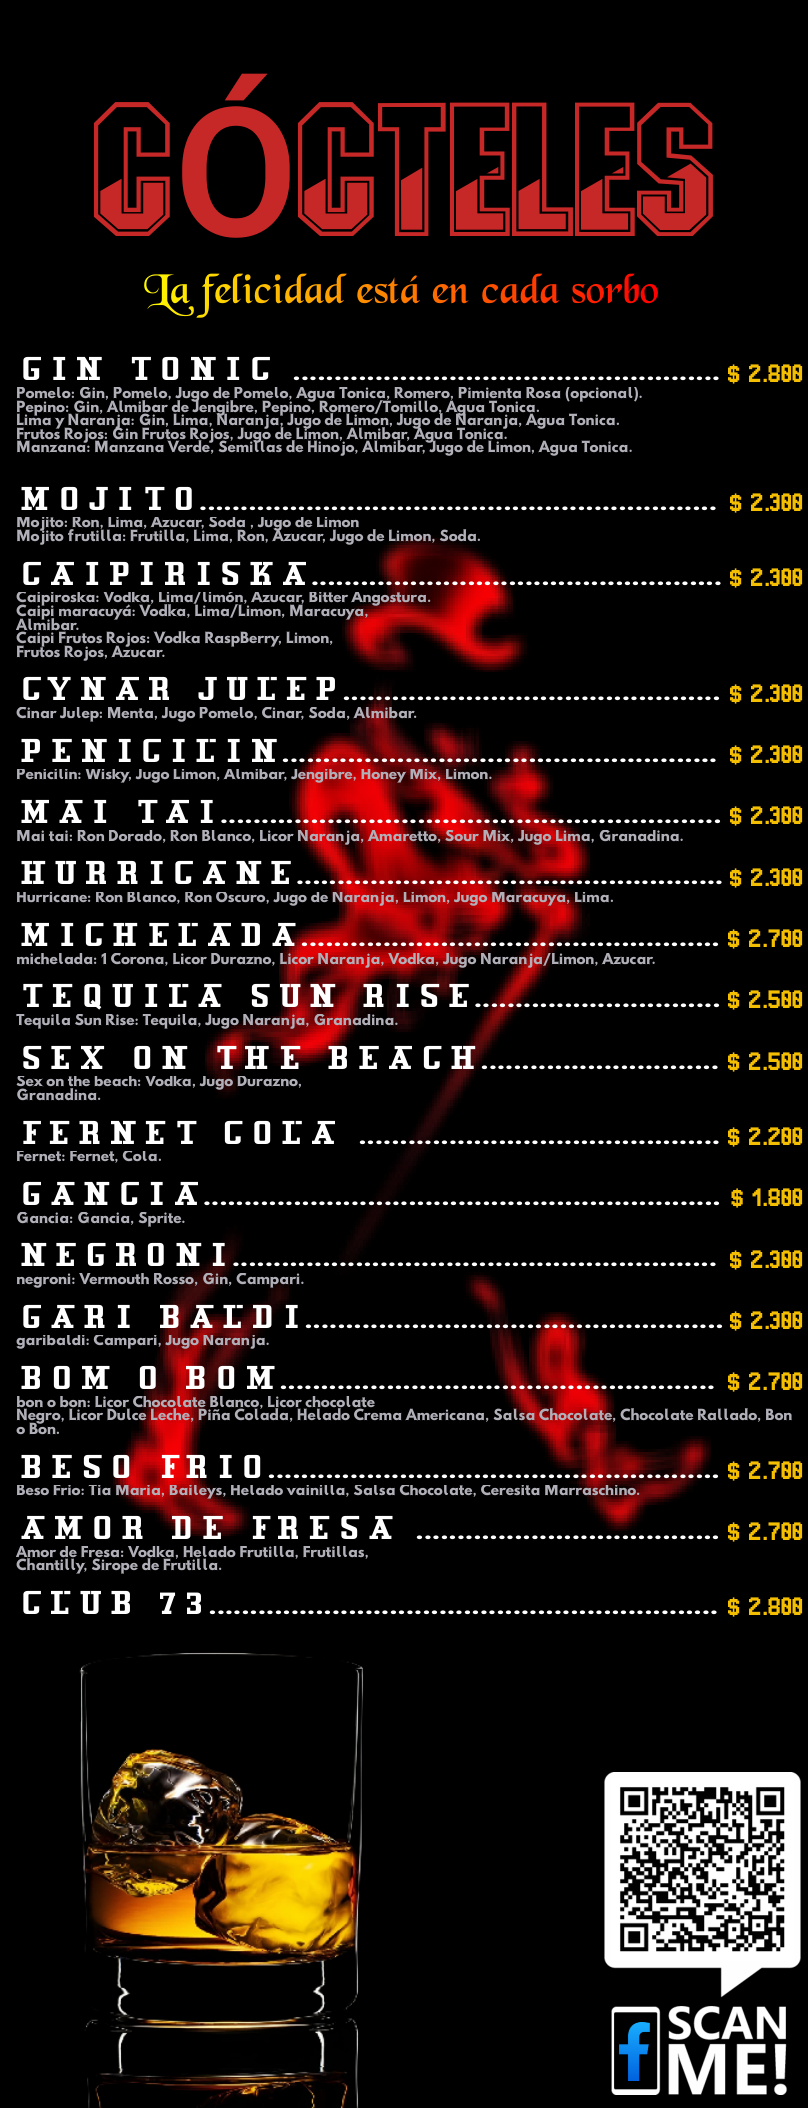 CÓCTELES
La felicidad está en cada sorbo
GIN TONIC ........................................................ $ 2.800
Pomelo: Gin, Pomelo, Jugo de Pomelo, Agua Tonica, Romero, Pimienta Rosa (opcional).
Pepino: Gin, Almibar de Jengibre, Pepino, Romero/Tomillo, Agua Tonica.
Lima y Naranja: Gin, Lima, Naranja, Jugo de Limon, Jugo de Naranja, Agua Tonica.
Frutos Rojos: Gin Frutos Rojos, Jugo de Limon, Almibar, Agua Tonica.
Manzana: Manzana Verde, Semillas de Hinojo, Almibar, Jugo de Limon, Agua Tonica.
MOJITO................................................................ $ 2.300
Mojito: Ron, Lima, Azucar, Soda , Jugo de Limon
Mojito frutilla: Frutilla, Lima, Ron, Azucar, Jugo de Limon, Soda.
CAIPIRISKA...................................................... $ 2.300
Caipiroska: Vodka, Lima/limón, Azucar, Bitter Angostura.
Caipi maracuyá: Vodka, Lima/Limon, Maracuya,
Almibar.
Caipi Frutos Rojos: Vodka RaspBerry, Limon,
Frutos Rojos, Azucar.
CYNAR JULEP.................................................. $ 2.300
Cinar Julep: Menta, Jugo Pomelo, Cinar, Soda, Almibar.
PENICILIN......................................................... $ 2.300
Penicilin: Wisky, Jugo Limon, Almibar, Jengibre, Honey Mix, Limon.
MAI TAI................................................................. $ 2.300
Mai tai: Ron Dorado, Ron Blanco, Licor Naranja, Amaretto, Sour Mix, Jugo Lima, Granadina.
HURRICANE........................................................ $ 2.300
Hurricane: Ron Blanco, Ron Oscuro, Jugo de Naranja, Limon, Jugo Maracuya, Lima.
MICHELADA....................................................... $ 2.700
michelada: 1 Corona, Licor Durazno, Licor Naranja, Vodka, Jugo Naranja/Limon, Azucar.
TEQUILA SUN RISE................................ $ 2.500
Tequila Sun Rise: Tequila, Jugo Naranja, Granadina.
SEX ON THE BEACH............................... $ 2.500
Sex on the beach: Vodka, Jugo Durazno,
Granadina.
FERNET COLA ............................................... $ 2.200
Fernet: Fernet, Cola.
GANCIA.................................................................... $ 1.800
Gancia: Gancia, Sprite.
NEGRONI................................................................ $ 2.300
negroni: Vermouth Rosso, Gin, Campari.
GARI BALDI....................................................... $ 2.300
garibaldi: Campari, Jugo Naranja.
BOM O BOM......................................................... $ 2.700
bon o bon: Licor Chocolate Blanco, Licor chocolate
Negro, Licor Dulce Leche, Piña Colada, Helado Crema Americana, Salsa Chocolate, Chocolate Rallado, Bon
o Bon.
BESO FRIO........................................................... $ 2.700
Beso Frio: Tia Maria, Baileys, Helado vainilla, Salsa Chocolate, Ceresita Marraschino.
AMOR DE FRESA ........................................ $ 2.700
Amor de Fresa: Vodka, Helado Frutilla, Frutillas,
Chantilly, Sirope de Frutilla.
CLUB 73................................................................... $ 2.800
f SCAN
ME!